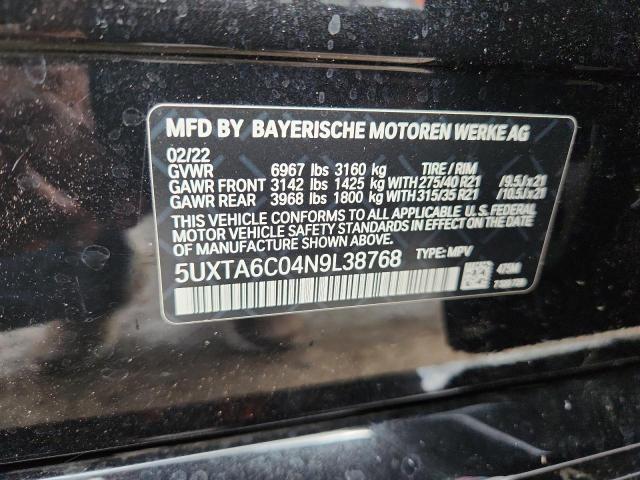 MFD BY BAYERISCHE MOTOREN WERKE AG
02/22
GVWR 6967 lbs 3160 kg TIRE / RIM
GAWR FRONT 3142 lbs 1425 kg WITH 275/40 R21 /9.5Jx21
GAWR REAR 3968 lbs 1800 kg WITH 315/35 R21 /10.5Jx21
THIS VEHICLE CONFORMS TO ALL APPLICABLE U.S. FEDERAL
MOTOR VEHICLE SAFETY STANDARDS IN EFFECT ON THE DATE
OF MANUFACTURE SHOWN ABOVE.
5UXTA6C04N9L38768 TYPE: MPV
475M